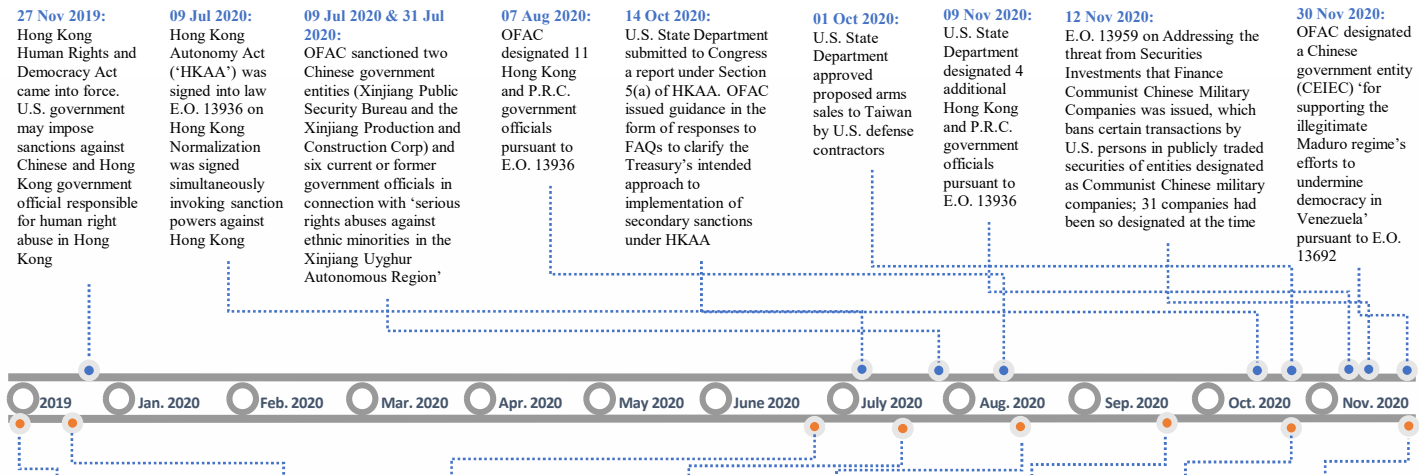 27 Nov 2019:
Hong Kong
Human Rights and
Democracy Act
came into force.
U.S. government
may impose
sanctions against
Chinese and Hong
Kong government
official responsible
for human right
abuse in Hong
Kong
09 Jul 2020:
Hong Kong
Autonomy Act
(‘HKAA’) was
signed into law
E.O. 13936 on
Hong Kong
Normalization
was signed
simultaneously
invoking sanction
powers against
Hong Kong
09 Jul 2020 & 31 Jul
2020:
OFAC sanctioned two
Chinese government
entities (Xinjiang Public
Security Bureau and the
Xinjiang Production and
Construction Corp) and
six current or former
government officials in
connection with ‘serious
rights abuses against
ethnic minorities in the
Xinjiang Uyghur
Autonomous Region’
07 Aug 2020:
OFAC
designated 11
Hong Kong
and P.R.C.
government
officials
pursuant to
E.O. 13936
14 Oct 2020:
U.S. State Department
submitted to Congress
a report under Section
5(a) of HKAA. OFAC
issued guidance in the
form of responses to
FAQs to clarify the
Treasury’s intended
approach to
implementation of
secondary sanctions
under HKAA
01 Oct 2020:
U.S. State
Department
approved
proposed arms
sales to Taiwan
by U.S. defense
contractors
09 Nov 2020:
U.S. State
Department
designated 4
additional
Hong Kong
and P.R.C.
government
officials
pursuant to
E.O. 13936
12 Nov 2020:
E.O. 13959 on Addressing the
threat from Securities
Investments that Finance
Communist Chinese Military
Companies was issued, which
bans certain transactions by
U.S. persons in publicly traded
securities of entities designated
as Communist Chinese military
companies; 31 companies had
been so designated at the time
30 Nov 2020:
OFAC designated
a Chinese
government entity
(CEIEC) ‘for
supporting the
illegitimate
Maduro regime’s
efforts to
undermine
democracy in
Venezuela’
pursuant to E.O.
13692
2019
Jan. 2020
Feb. 2020
Mar. 2020
Apr. 2020
May 2020
June 2020
July 2020
Aug. 2020
Sep. 2020
Oct. 2020
Nov. 2020